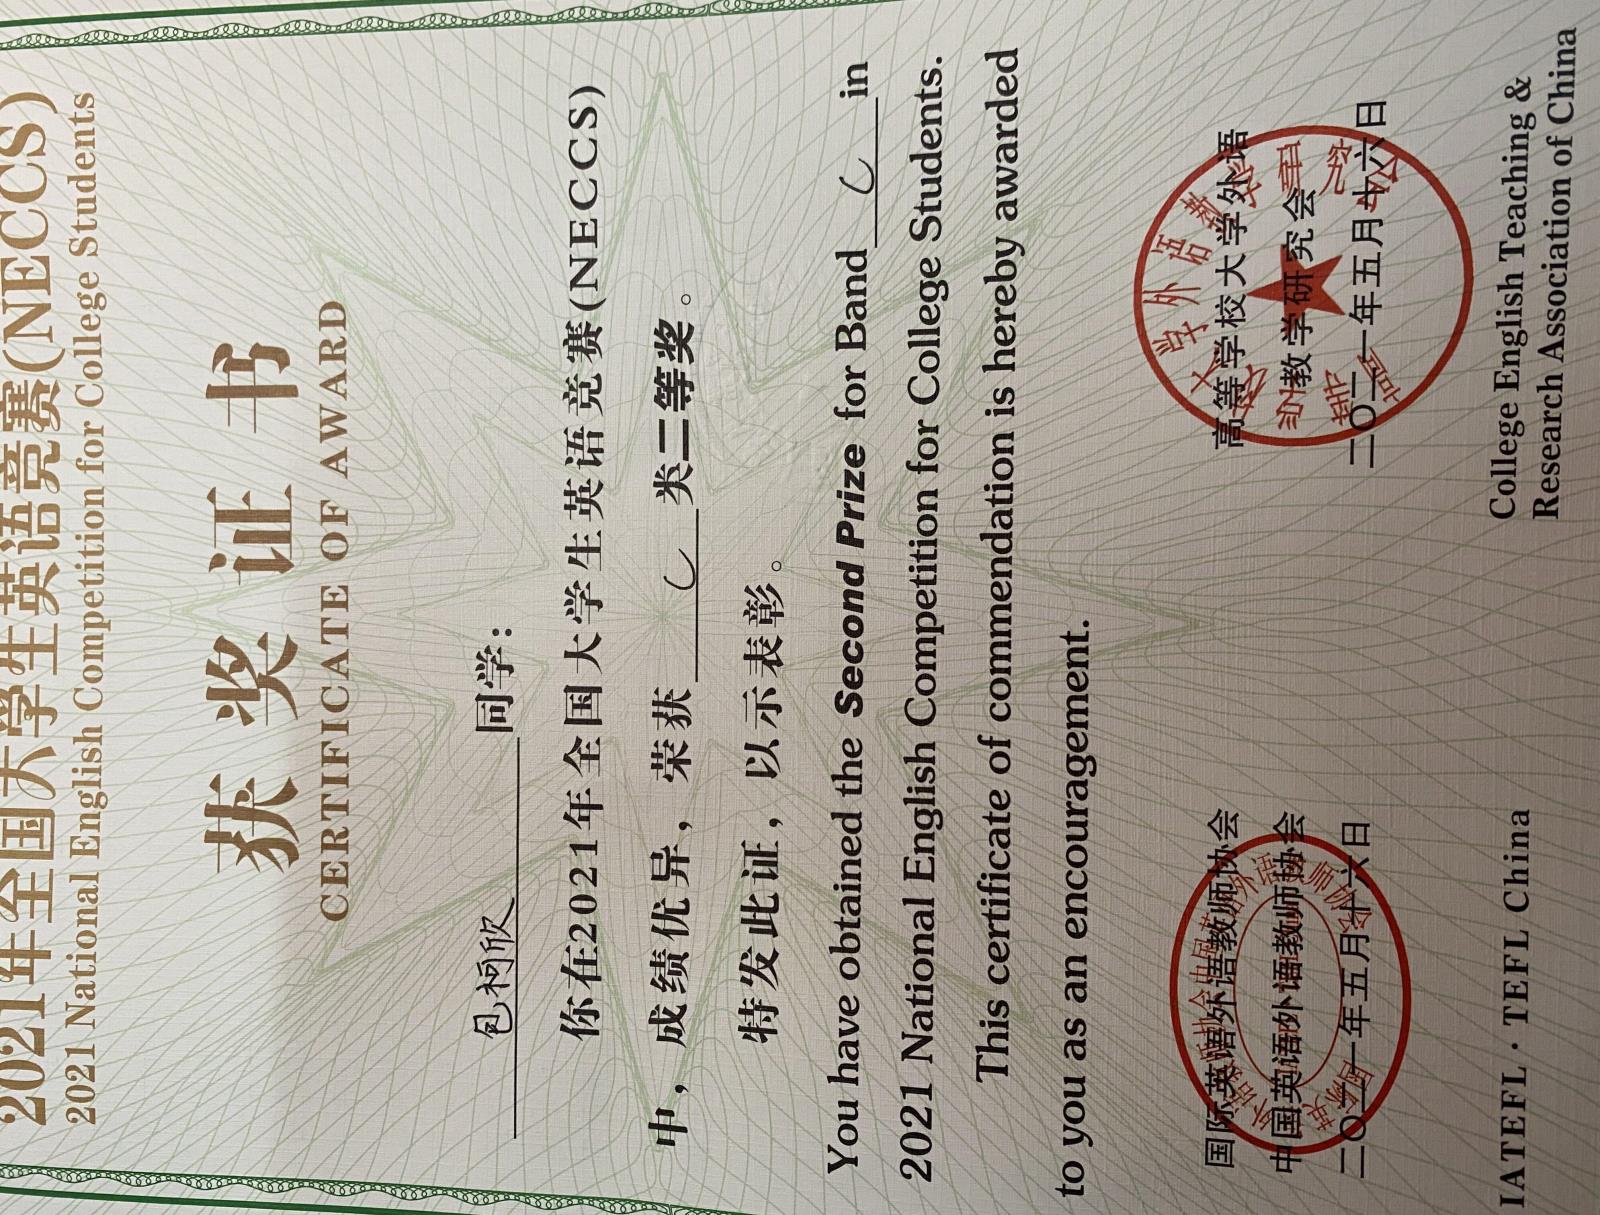 2021年全国大学生英语竞赛(NECCS)
2021 National English Competition for College Students
获奖证书
CERTIFICATE OF AWARD
包柯欣 同学：
你在2021年全国大学生英语竞赛(NECCS)
中，成绩优异，荣获 C 类二等奖。
特发此证，以示表彰。
You have obtained the Second Prize for Band C in
2021 National English Competition for College Students.
This certificate of commendation is hereby awarded
to you as an encouragement.
国际英语外语教师协会
中国英语外语教师协会
二〇二一年五月十六日
IATEFL · TEFL China
高等学校大学外语
教学研究会
二〇二一年五月十六日
College English Teaching &
Research Association of China